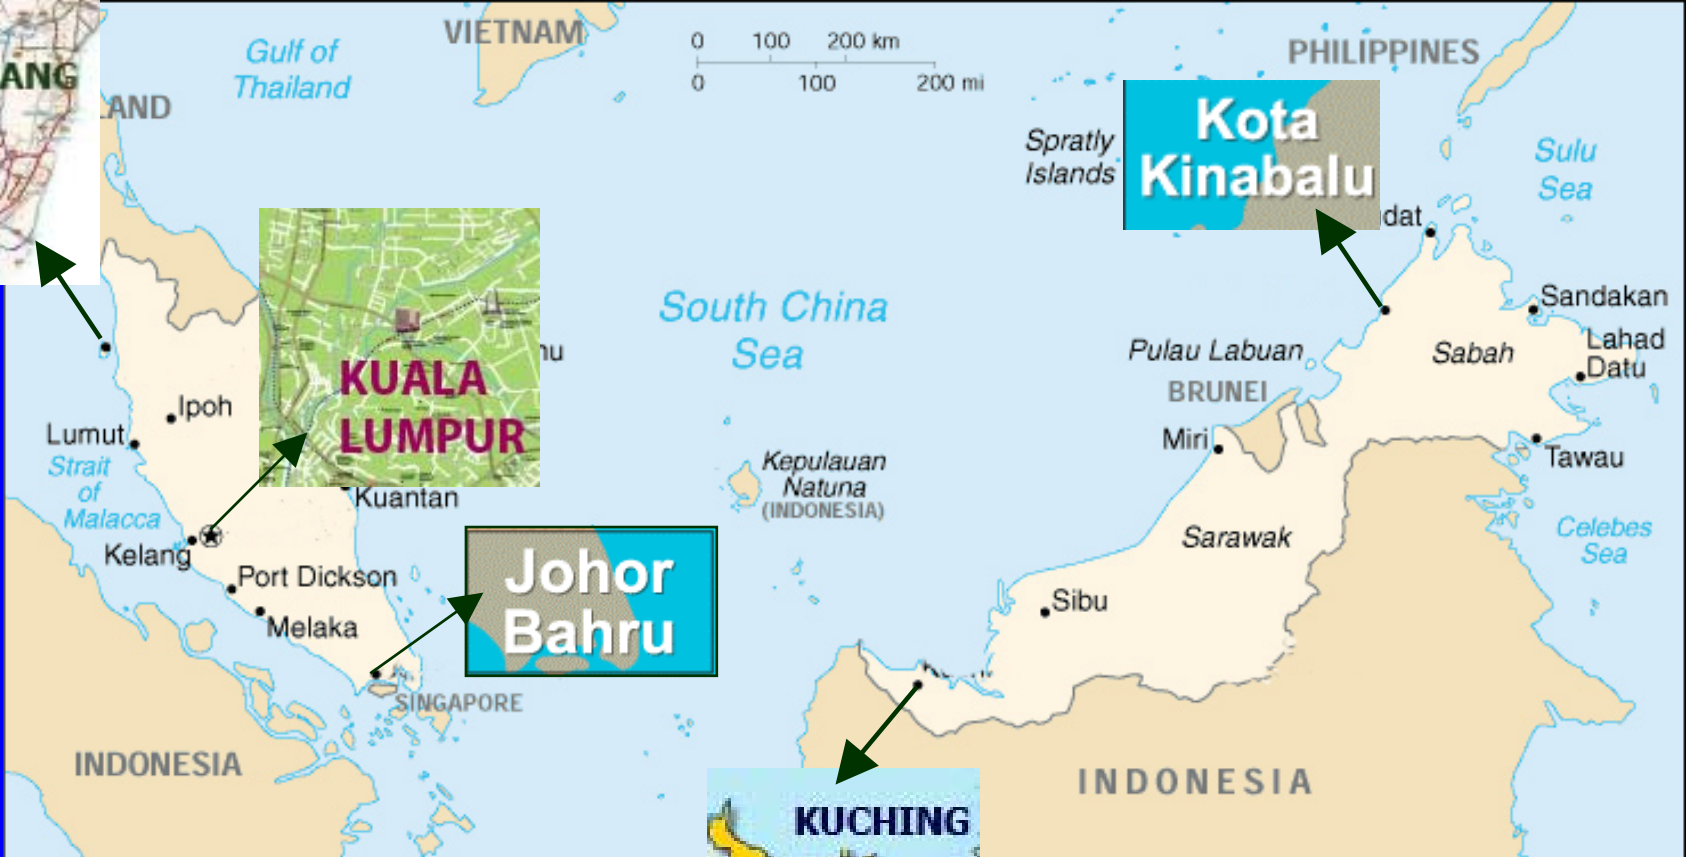 VIETNAM
Gulf of
Thailand
0 100 200 km
0 100 200 mi
PHILIPPINES
ANG
LAND
Kota
Kinabalu
Spratly
Islands
Sulu
Sea
dat
South China
Sea
Sandakan
Lahad
Datu
Pulau Labuan
Sabah
BRUNEI
nu
KUALA
LUMPUR
Ipoh
Lumut
Strait
of
Malacca
Miri
Tawau
Kepulauan
Natuna
(INDONESIA)
Kuantan
Kelang
Sarawak
Celebes
Sea
Johor
Bahru
Port Dickson
Melaka
Sibu
SINGAPORE
INDONESIA
INDONESIA
KUCHING